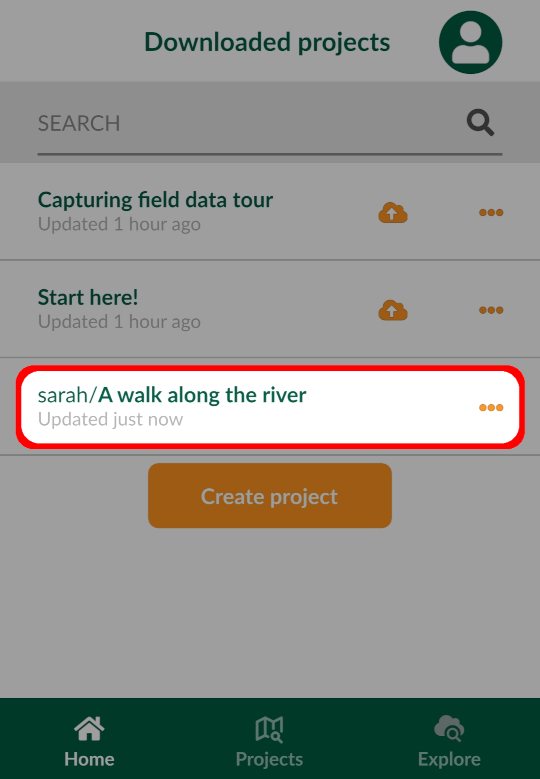 Downloaded projects
SEARCH
Capturing field data tour
Updated 1 hour ago
Start here!
Updated 1 hour ago
sarah/A walk along the river
Updated just now
Create project
Home Projects Explore